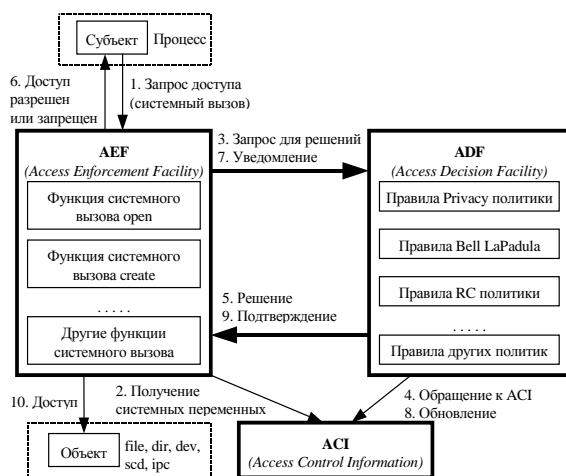 Субъект
Процесс
6. Доступ
разрешен
или запрещен
1. Запрос доступа
(системный вызов)
AEF
(Access Enforcement Facility)
Функция системного
вызова open
Функция системного
вызова create
. . . . .
Другие функции
системного вызова
3. Запрос для решений
7. Уведомление
5. Решение
9. Подтверждение
ADF
(Access Decision Facility)
Правила Privacy политики
Правила Bell LaPadula
Правила RC политики
. . . . .
Правила других политик
10. Доступ
2. Получение
системных переменных
4. Обращение к ACI
8. Обновление
Объект
file, dir, dev,
scd, ipc
ACI
(Access Control Information)